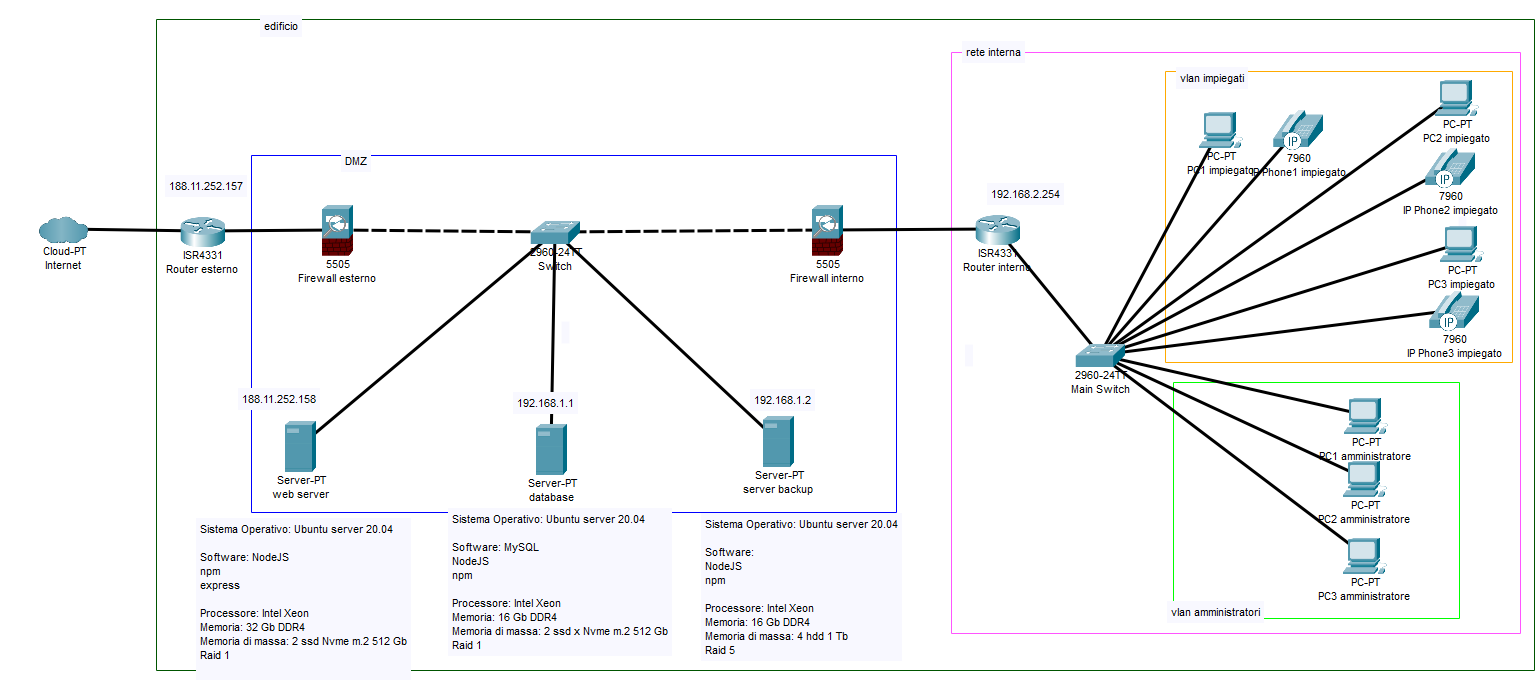 edificio
rete interna
vlan impiegati
PC-PT
PC1 impiegato
7960
IP Phone1 impiegato
PC-PT
PC2 impiegato
7960
IP Phone2 impiegato
PC-PT
PC3 impiegato
7960
IP Phone3 impiegato
DMZ
188.11.252.157
Cloud-PT
Internet
ISR4331
Router esterno
5505
Firewall esterno
2960-24TT
Switch
5505
Firewall interno
192.168.2.254
ISR4331
Router interno
2960-24TT
Main Switch
188.11.252.158
Server-PT
web server
192.168.1.1
Server-PT
database
192.168.1.2
Server-PT
server backup
PC-PT
PC1 amministratore
PC-PT
PC2 amministratore
PC-PT
PC3 amministratore
vlan amministratori
Sistema Operativo: Ubuntu server 20.04
Software: NodeJS
npm
express
Processore: Intel Xeon
Memoria: 32 Gb DDR4
Memoria di massa: 2 ssd Nvme m.2 512 Gb
Raid 1
Sistema Operativo: Ubuntu server 20.04
Software: MySQL
NodeJS
npm
Processore: Intel Xeon
Memoria: 16 Gb DDR4
Memoria di massa: 2 ssd x Nvme m.2 512 Gb
Raid 1
Sistema Operativo: Ubuntu server 20.04
Software:
NodeJS
npm
Processore: Intel Xeon
Memoria: 16 Gb DDR4
Memoria di massa: 4 hdd 1 Tb
Raid 5